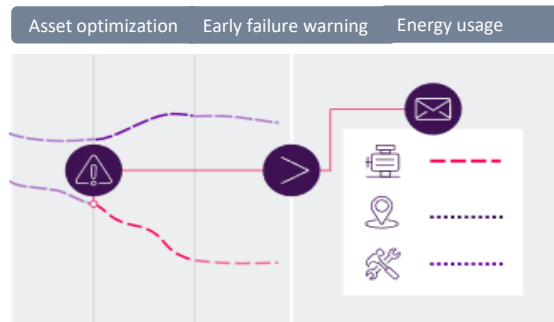 Asset optimization
Early failure warning
Energy usage